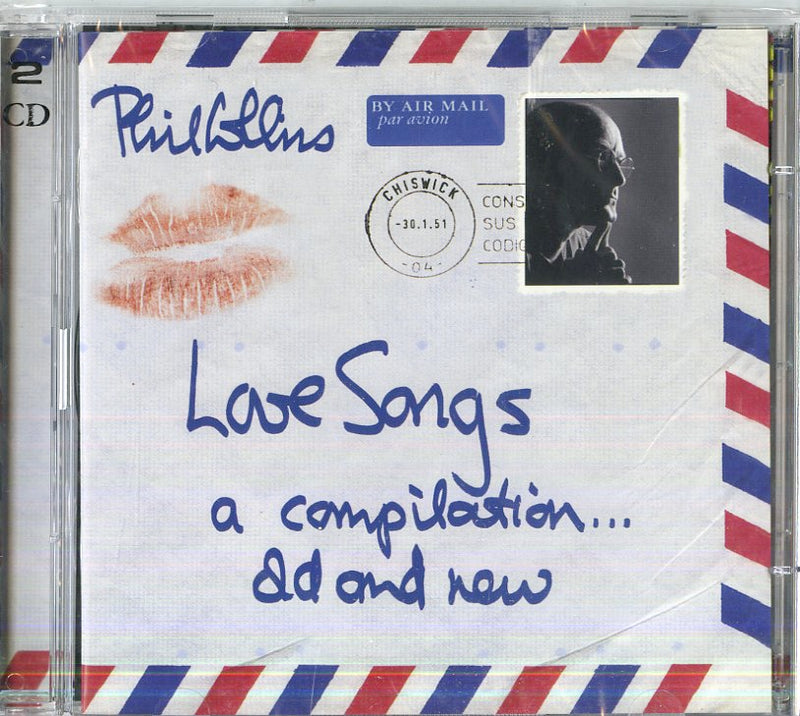 2
CD
Phil Collins
BY AIR MAIL
par avion
CHISWICK
-30.1.51
-04-
CONS
SUS
CODIC
Love Songs
a compilation...
old and new